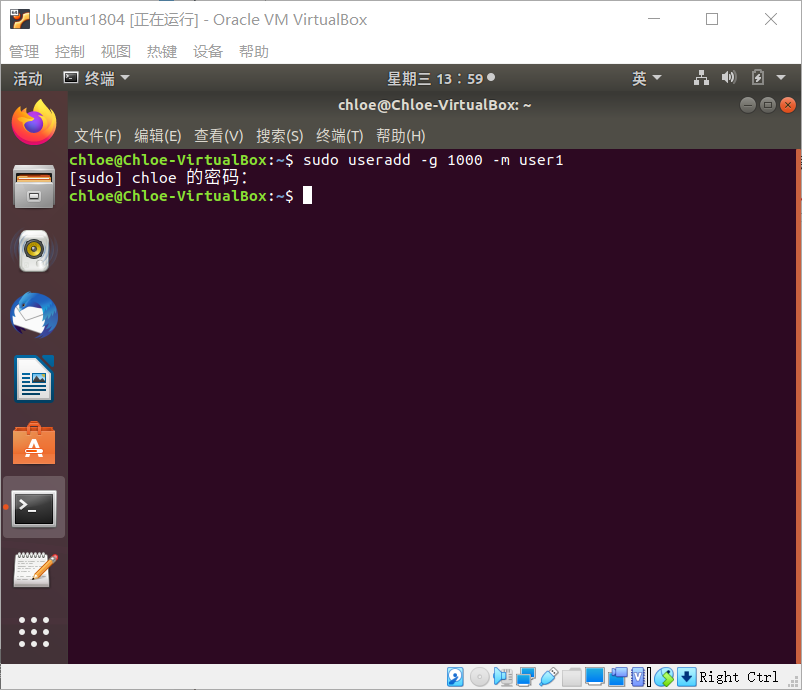 Ubuntu1804 [正在运行] - Oracle VM VirtualBox
管理 控制 视图 热键 设备 帮助
活动 终端 星期三 13：59 英
chloe@Chloe-VirtualBox: ~
文件(F) 编辑(E) 查看(V) 搜索(S) 终端(T) 帮助(H)
chloe@Chloe-VirtualBox:~$ sudo useradd -g 1000 -m user1
[sudo] chloe 的密码：
chloe@Chloe-VirtualBox:~$
Right Ctrl